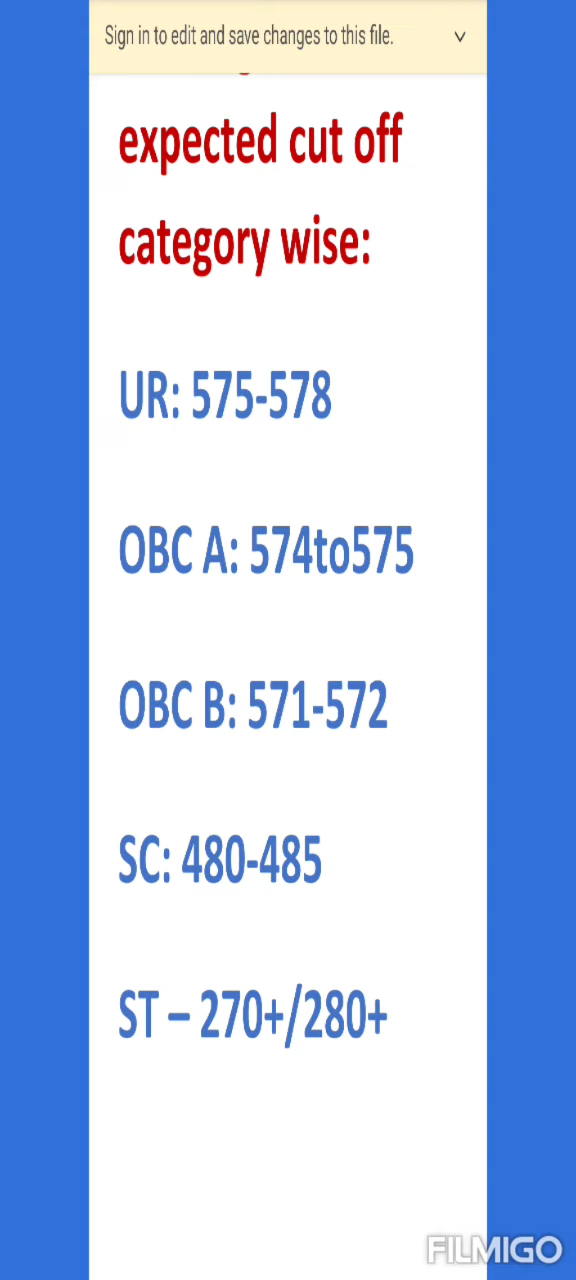 Sign in to edit and save changes to this file.
expected cut off
category wise:
UR: 575-578
OBC A: 574to575
OBC B: 571-572
SC: 480-485
ST – 270+/280+
FILMIGO